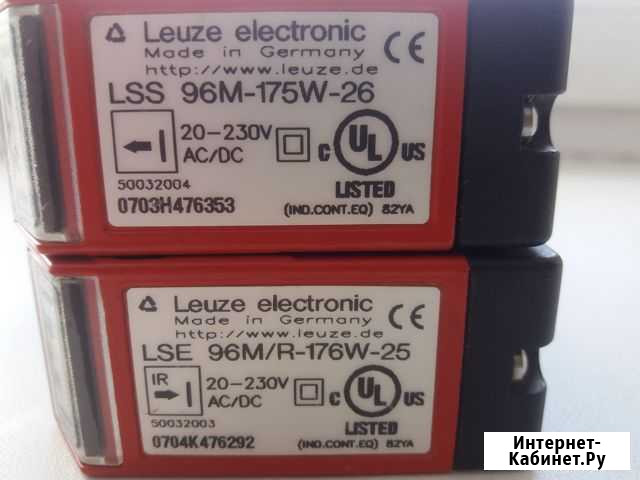 Leuze electronic
Made in Germany
http://www.leuze.de
CE
LSS 96M-175W-26
20-230V
AC/DC
C UL US
LISTED
50032004
0703H476353
(IND.CONT.EQ) 82YA
Leuze electronic
Made in Germany
http://www.leuze.de
CE
LSE 96M/R-176W-25
IR
20-230V
AC/DC
C UL US
LISTED
50032003
0704K476292
(IND.CONT.EQ) 82YA
Интернет-
Кабинет.Ру